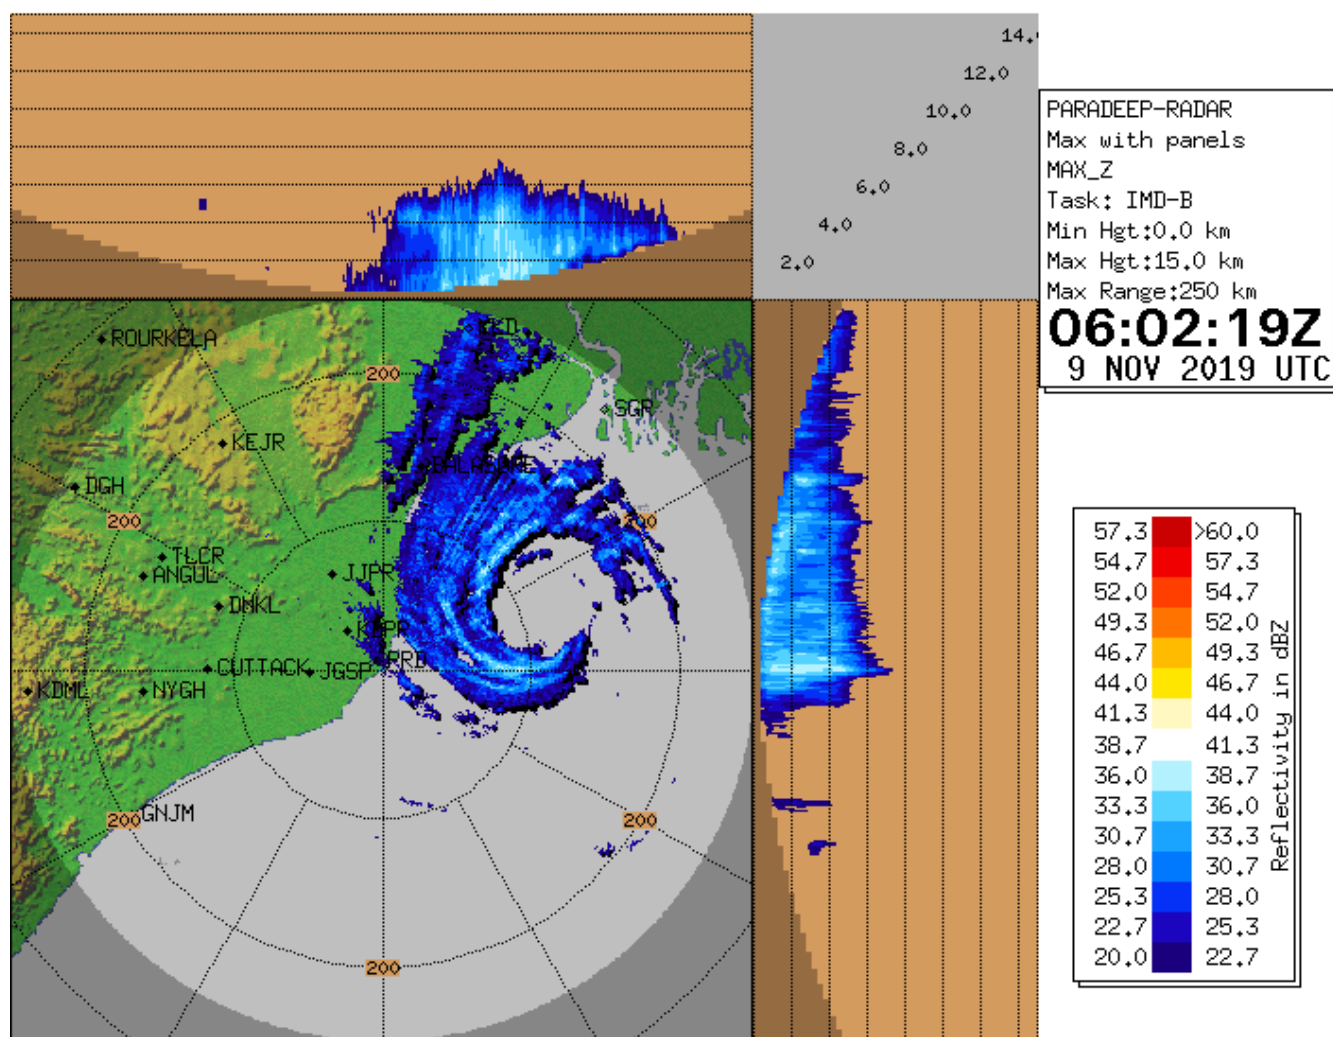 14.
12.0
10.0
8.0
6.0
4.0
2.0
PARADEEP-RADAR
Max with panels
MAX_Z
Task: IMD-B
Min Hgt:0.0 km
Max Hgt:15.0 km
Max Range:250 km
06:02:19Z
9 NOV 2019 UTC
ROURKELA
200
SGR
KEJR
BALASORE
DGH
200
200
TLCR
ANGUL
JJPR
DNKL
CUTTACK
JGSP
PRD
KDML
NYGH
GNJM
200
200
200
57.3 >60.0
54.7 57.3
52.0 54.7
49.3 52.0
46.7 49.3
44.0 46.7
41.3 44.0
38.7 41.3
36.0 38.7
33.3 36.0
30.7 33.3
28.0 30.7
25.3 28.0
22.7 25.3
20.0 22.7
Reflectivity in dBZ